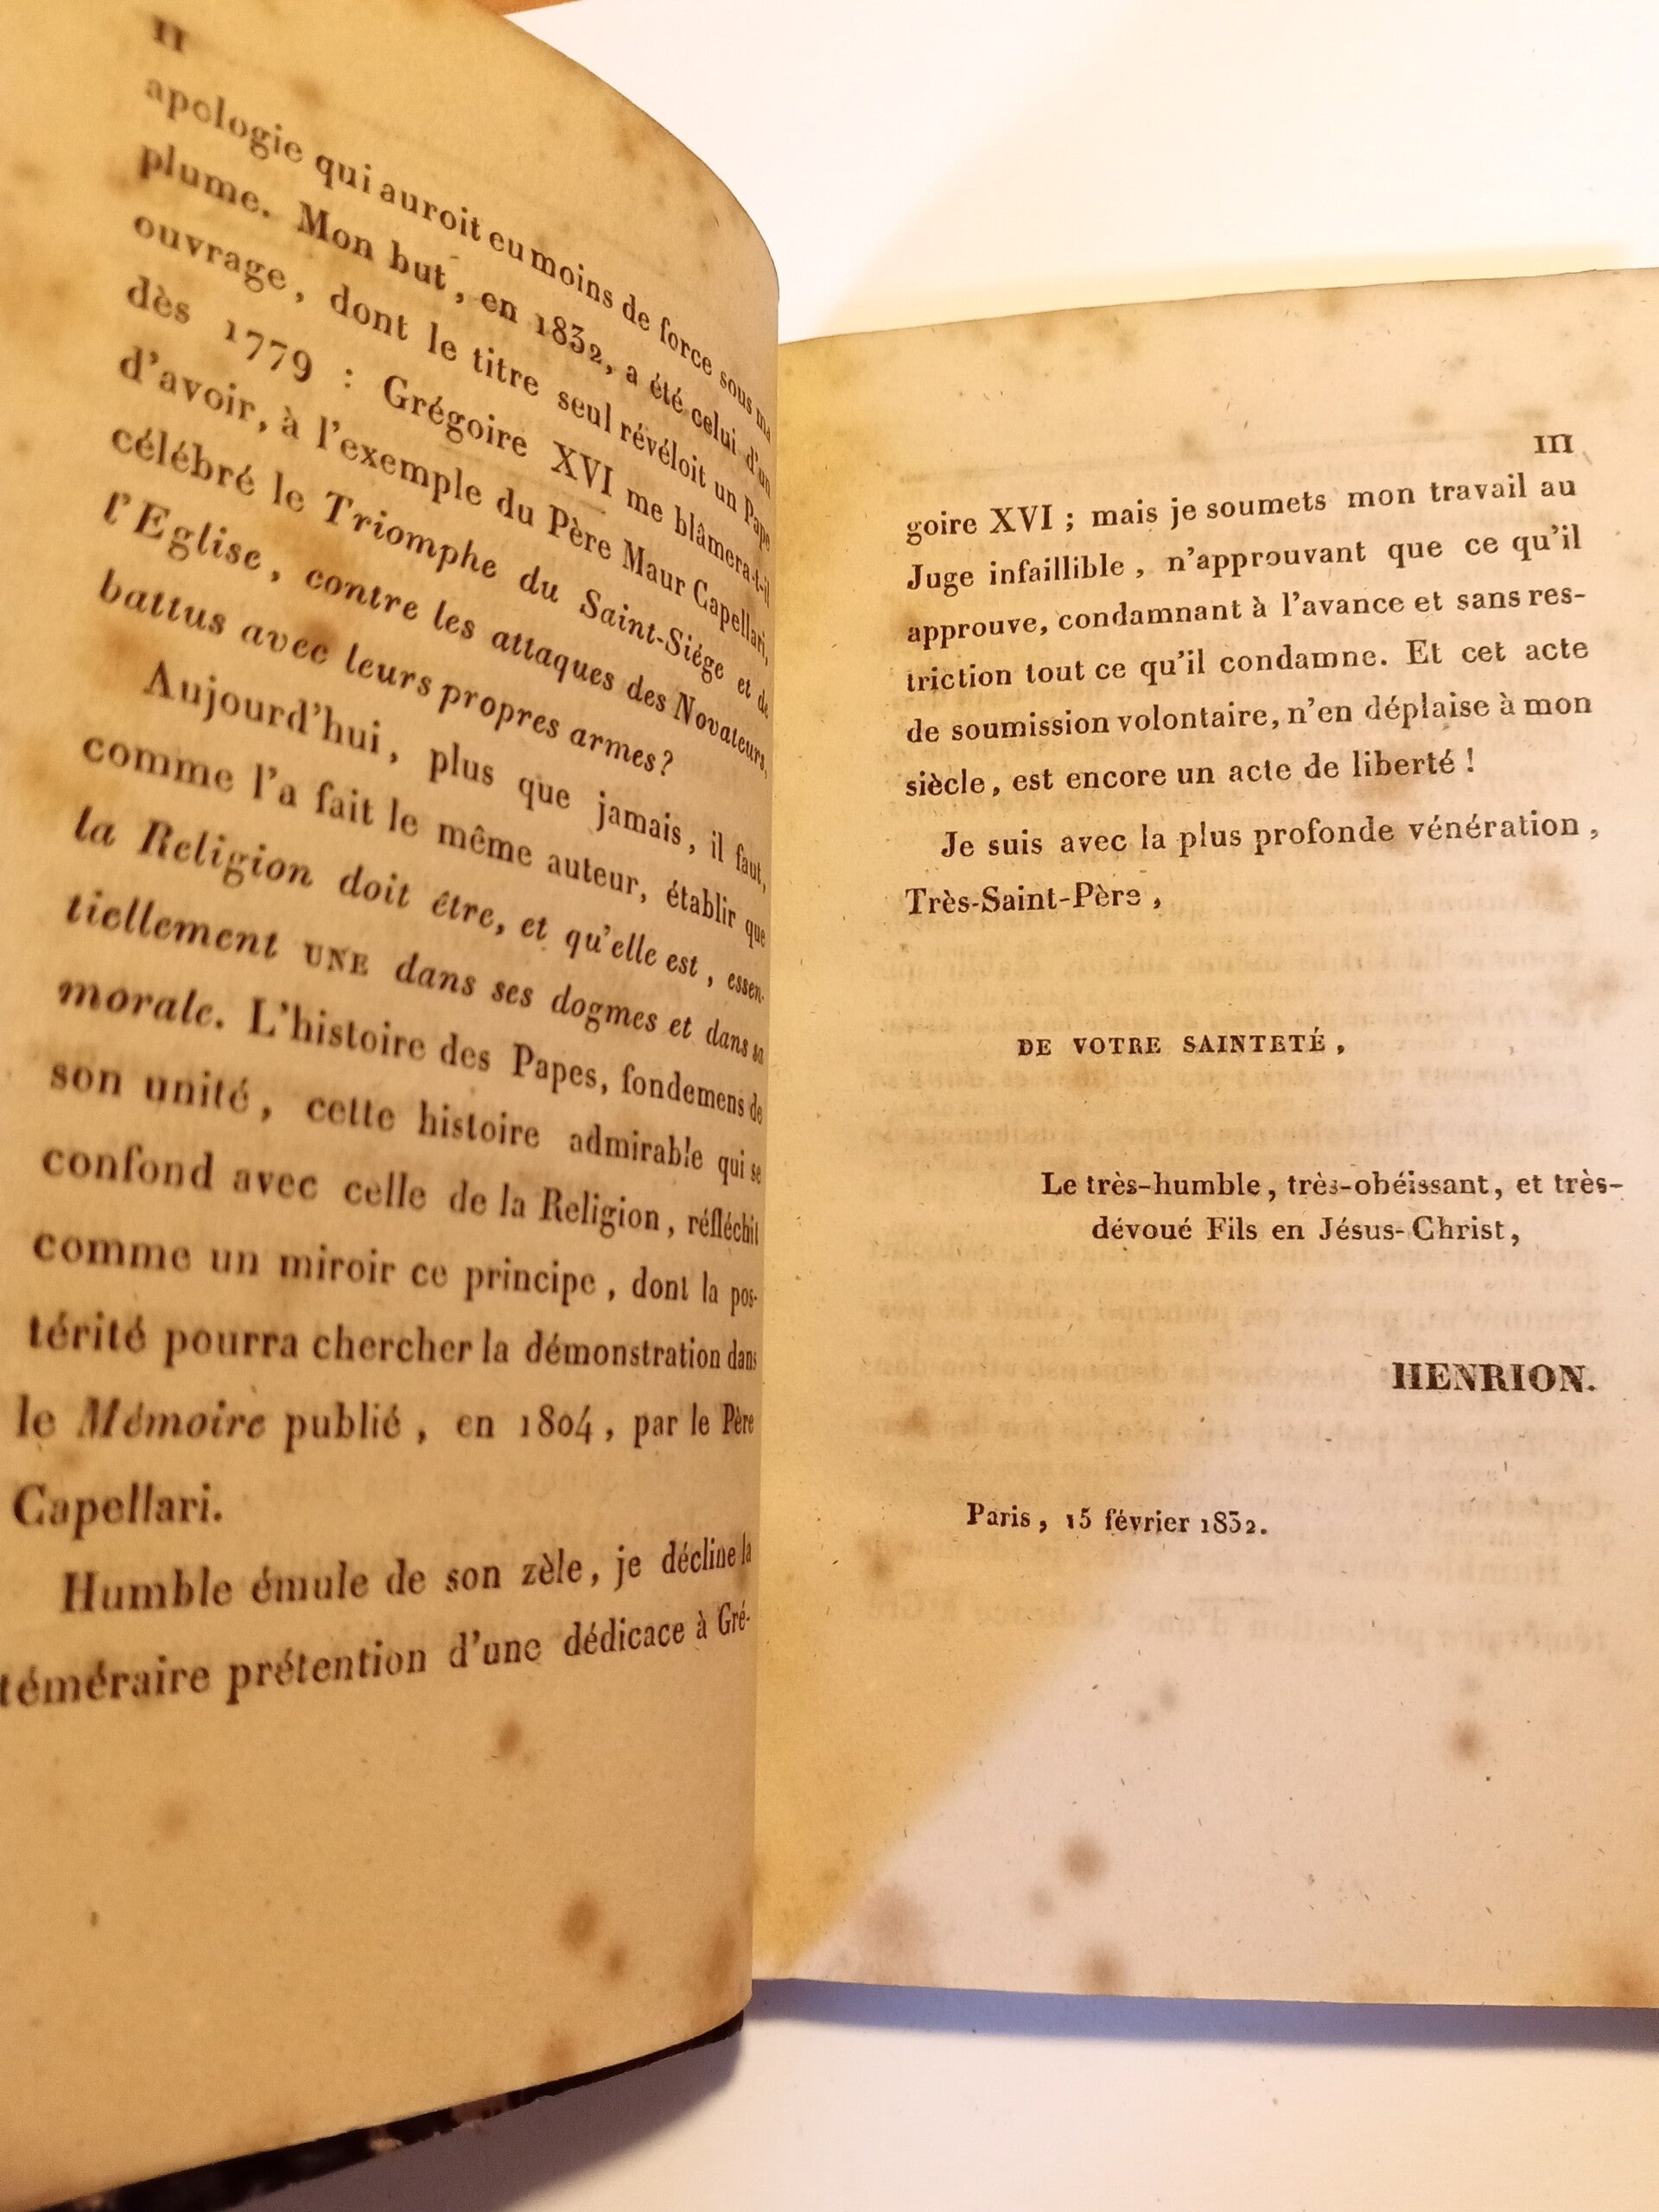 II
apologie qui auroit eu moins de force sous ma
plume. Mon but, en 1832, a été celui d'un
ouvrage, dont le titre seul révéloit un Pape
dès 1779 : Grégoire XVI me blâmera-t-il
d'avoir, à l'exemple du Père Maur Capellari,
célébré le Triomphe du Saint-Siége et de
l'Eglise, contre les attaques des Novateurs,
battus avec leurs propres armes?
Aujourd'hui, plus que jamais, il faut,
comme l'a fait le même auteur, établir que
la Religion doit être, et qu'elle est, essen-
tiellement UNE dans ses dogmes et dans sa
morale. L'histoire des Papes, fondemens de
son unité, cette histoire admirable qui se
confond avec celle de la Religion, réfléchit
comme un miroir ce principe, dont la pos-
térité pourra chercher la démonstration dans
le Mémoire publié, en 1804, par le Père
Capellari.
Humble émule de son zèle, je décline la
téméraire prétention d'une dédicace à Gré-
III
goire XVI ; mais je soumets mon travail au
Juge infaillible, n'approuvant que ce qu'il
approuve, condamnant à l'avance et sans res-
triction tout ce qu'il condamne. Et cet acte
de soumission volontaire, n'en déplaise à mon
siècle, est encore un acte de liberté !
Je suis avec la plus profonde vénération,
Très-Saint-Père,
DE VOTRE SAINTETÉ,
Le très-humble, très-obéissant, et très-
dévoué Fils en Jésus-Christ,
HENRION.
Paris, 15 février 1832.